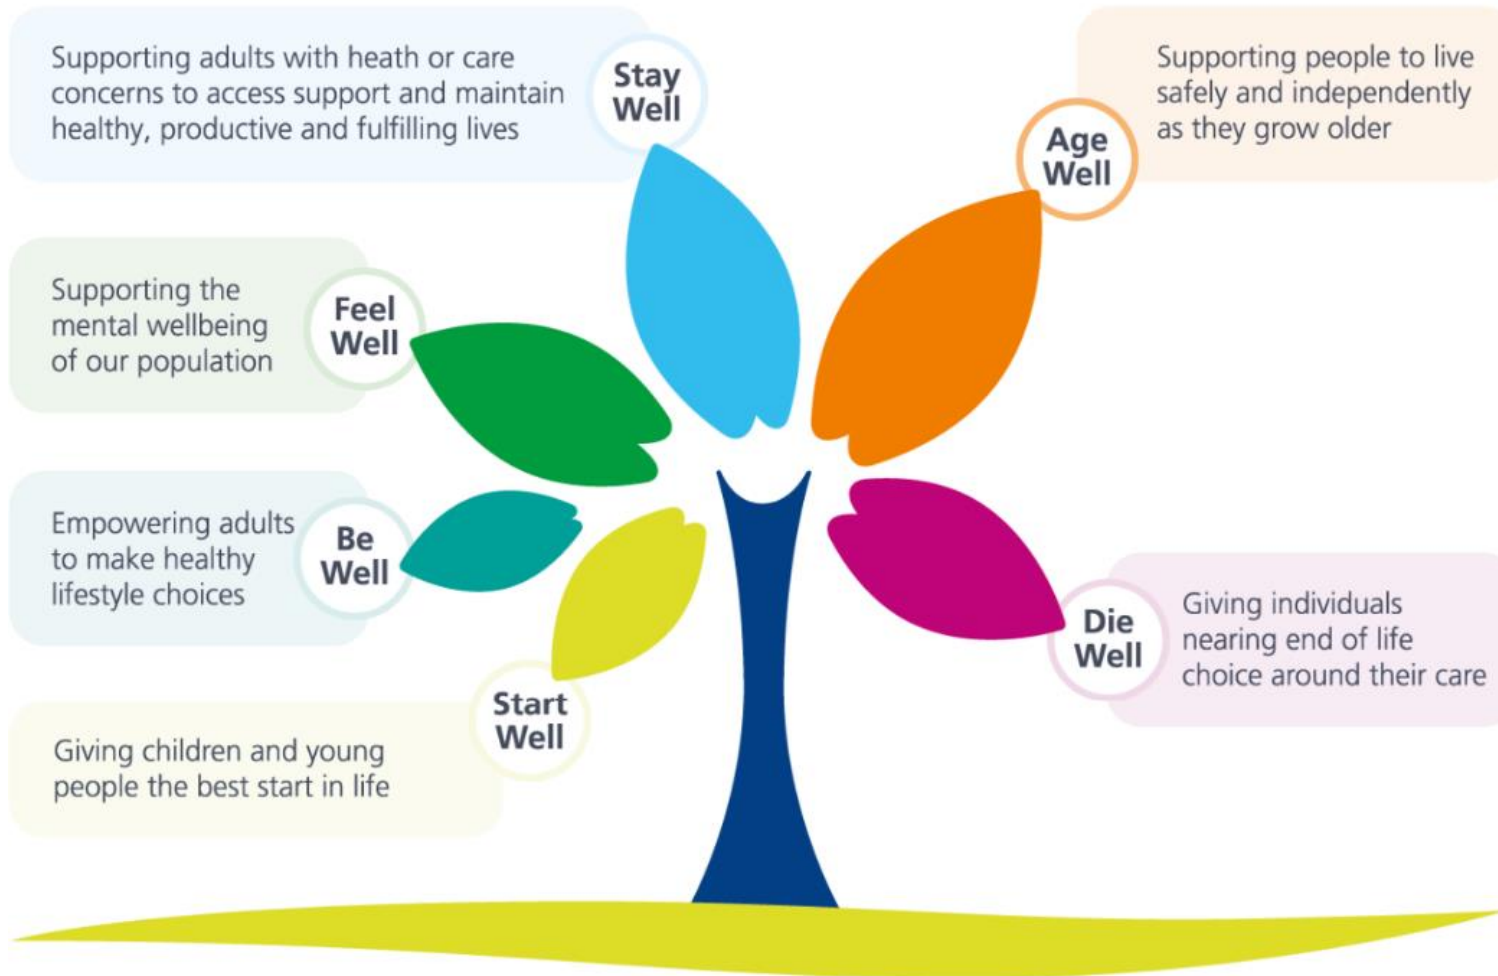 Supporting adults with heath or care
concerns to access support and maintain
healthy, productive and fulfilling lives
Stay
Well
Supporting people to live
safely and independently
as they grow older
Age
Well
Supporting the
mental wellbeing
of our population
Feel
Well
Empowering adults
to make healthy
lifestyle choices
Be
Well
Giving individuals
nearing end of life
choice around their care
Die
Well
Giving children and young
people the best start in life
Start
Well